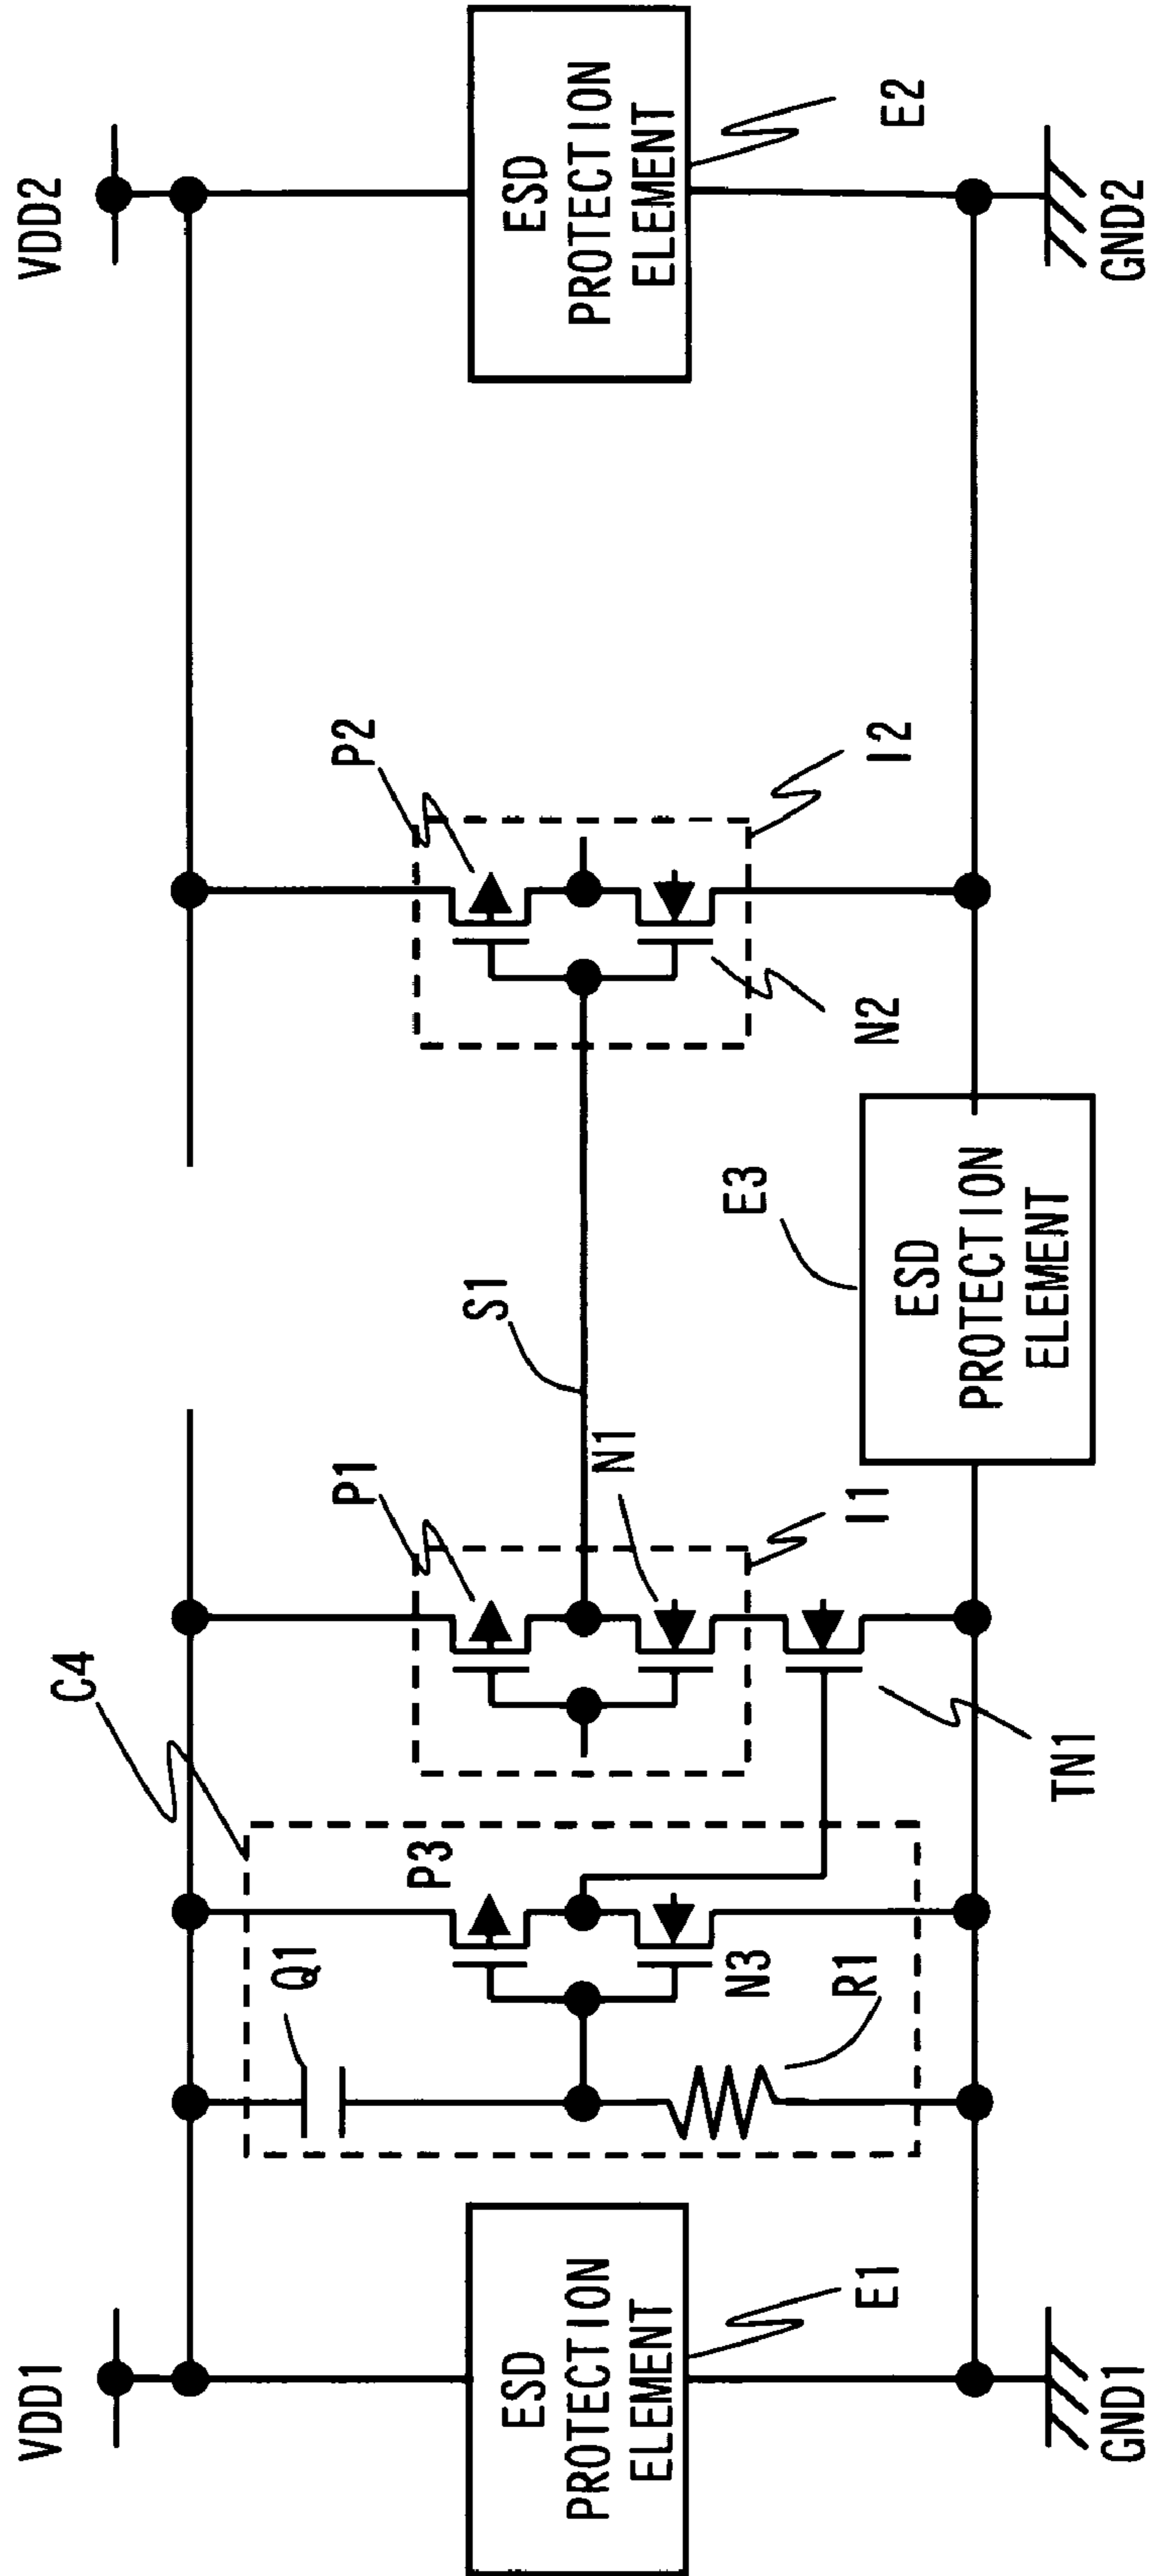 VDD1
VDD2
C4
Q1
P3
P1
P2
S1
N1
ESD
PROTECTION
ELEMENT
ESD
PROTECTION
ELEMENT
N3
R1
I1
I2
N2
E1
E2
TN1
E3
ESD
PROTECTION
ELEMENT
GND1
GND2